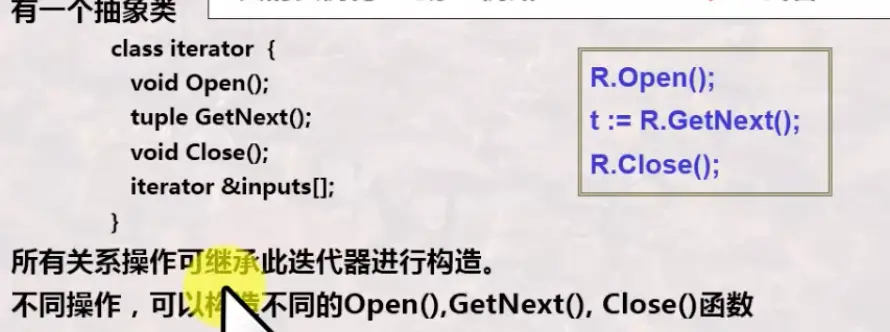 有一个抽象类
class iterator {
void Open();
tuple GetNext();
void Close();
iterator &inputs[];
}
R.Open();
t := R.GetNext();
R.Close();
所有关系操作可继承此迭代器进行构造。
不同操作，可以构造不同的Open(),GetNext(), Close()函数